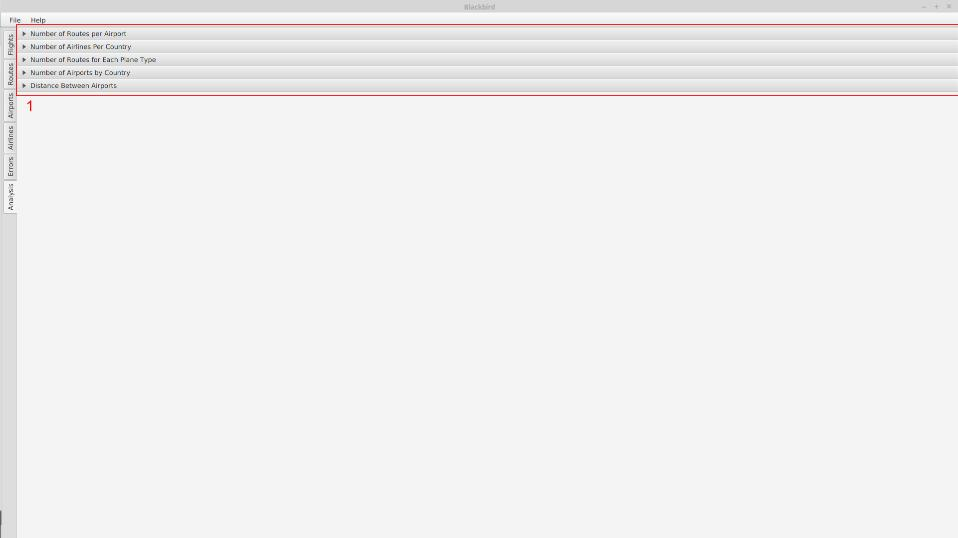 Blackbird
File Help
Number of Routes per Airport
Number of Airlines Per Country
Number of Routes for Each Plane Type
Number of Airports by Country
Distance Between Airports
1
Flights
Routes
Airports
Airlines
Errors
Analysis